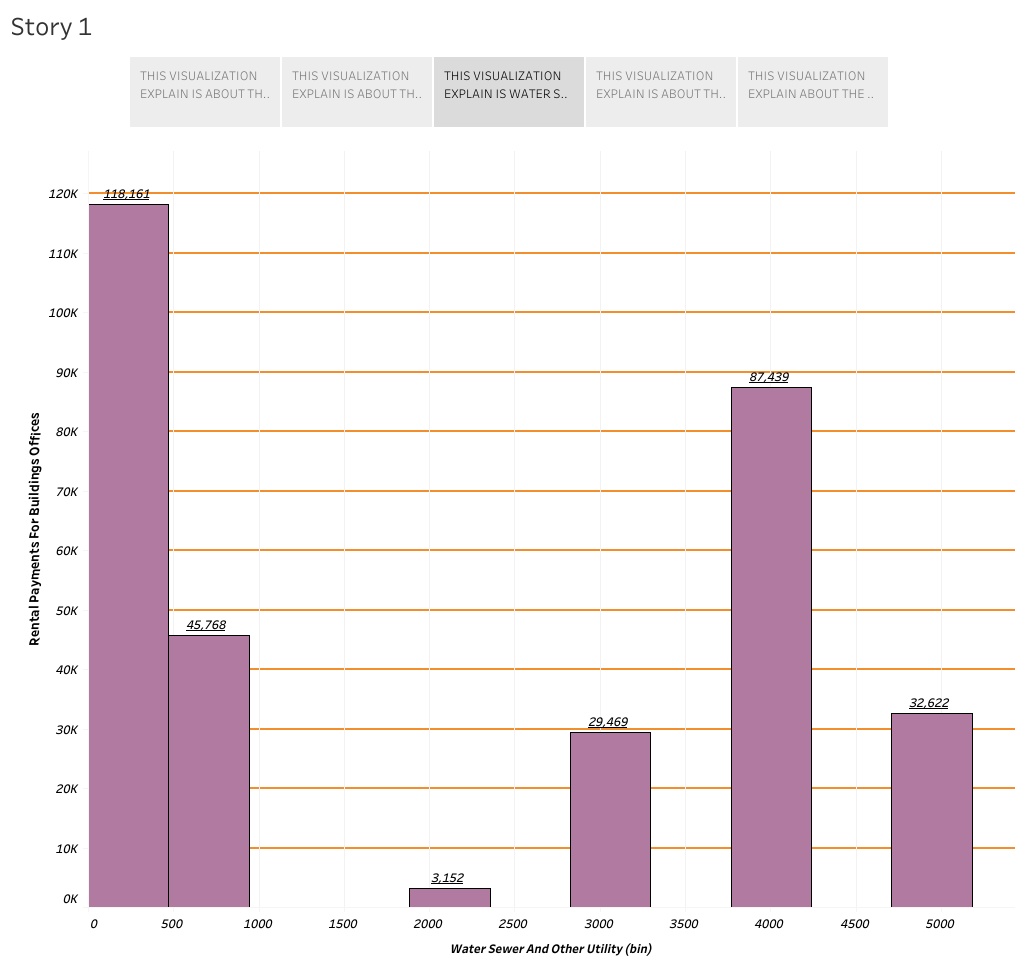 Story 1
THIS VISUALIZATION
EXPLAIN IS ABOUT TH..
THIS VISUALIZATION
EXPLAIN IS ABOUT TH..
THIS VISUALIZATION
EXPLAIN IS WATER S..
THIS VISUALIZATION
EXPLAIN IS ABOUT TH..
THIS VISUALIZATION
EXPLAIN ABOUT THE ..
Rental Payments For Buildings Offices
120K
110K
100K
90K
80K
70K
60K
50K
40K
30K
20K
10K
0K
118,161
45,768
3,152
29,469
87,439
32,622
0
500
1000
1500
2000
2500
3000
3500
4000
4500
5000
Water Sewer And Other Utility (bin)